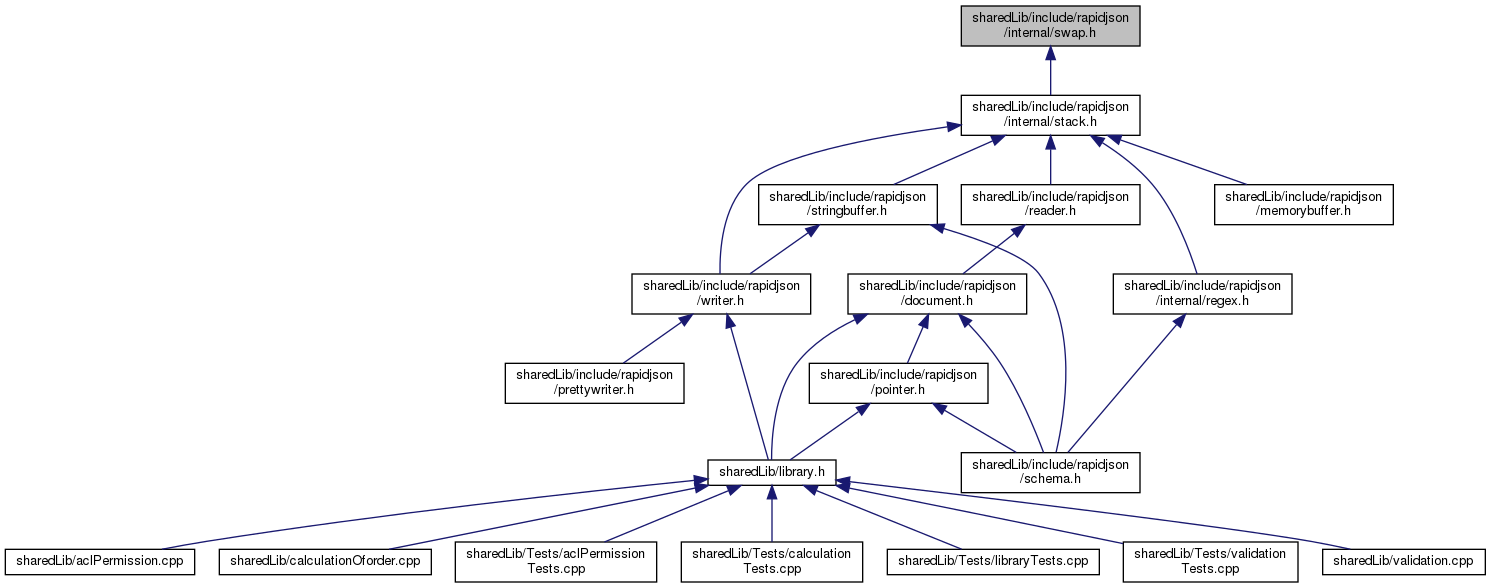 sharedLib/include/rapidjson
/internal/swap.h
sharedLib/include/rapidjson
/internal/stack.h
sharedLib/include/rapidjson
/stringbuffer.h
sharedLib/include/rapidjson
/reader.h
sharedLib/include/rapidjson
/memorybuffer.h
sharedLib/include/rapidjson
/writer.h
sharedLib/include/rapidjson
/document.h
sharedLib/include/rapidjson
/internal/regex.h
sharedLib/include/rapidjson
/prettywriter.h
sharedLib/include/rapidjson
/pointer.h
sharedLib/library.h
sharedLib/include/rapidjson
/schema.h
sharedLib/aclPermission.cpp
sharedLib/calculationOforder.cpp
sharedLib/Tests/aclPermission
Tests.cpp
sharedLib/Tests/calculation
Tests.cpp
sharedLib/Tests/libraryTests.cpp
sharedLib/Tests/validation
Tests.cpp
sharedLib/validation.cpp